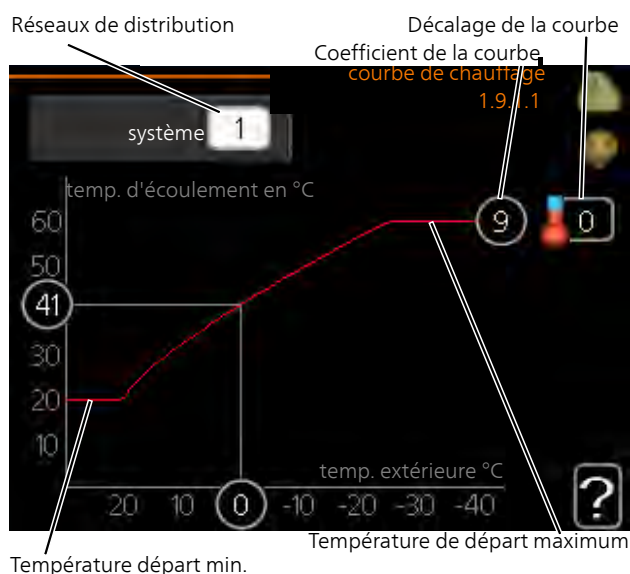 Réseaux de distribution
Décalage de la courbe
Coefficient de la courbe
courbe de chauffage
1.9.1.1
système 1
temp. d'écoulement en °C
60
9
0
50
41
30
20
10
temp. extérieure °C
20 10 0 -10 -20 -30 -40
?
Température de départ maximum
Température départ min.